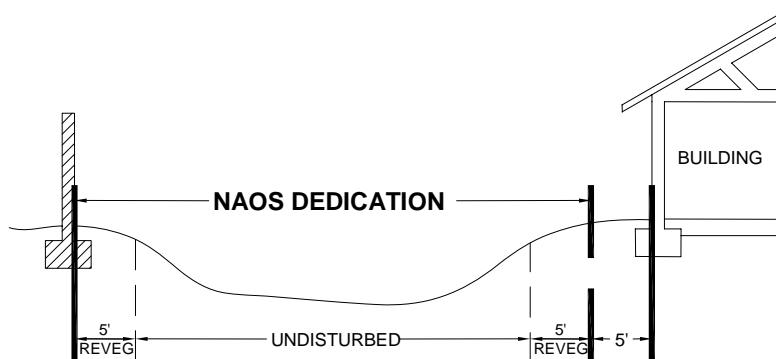 BUILDING
NAOS DEDICATION
5' REVEG
UNDISTURBED
5' REVEG
5'